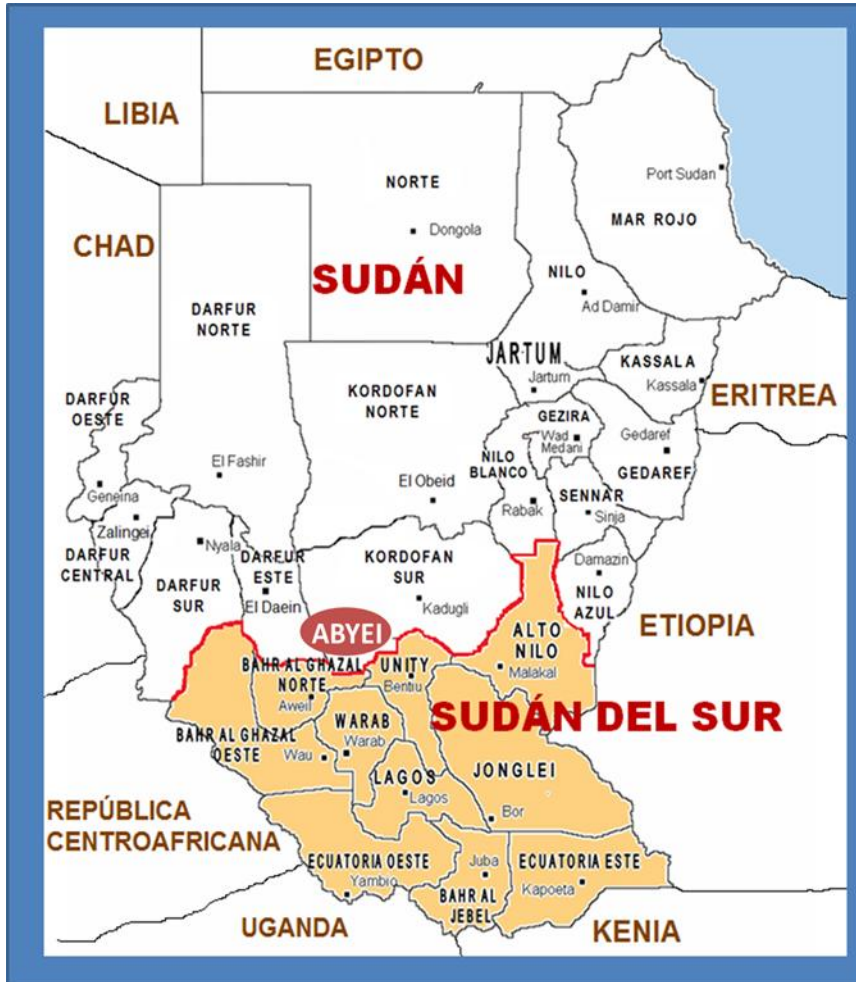 EGIPTO
LIBIA
NORTE
Port Sudan
Dongola
MAR ROJO
CHAD
SUDÁN
NILO
Ad Damir
DARFUR
NORTE
JARTUM
Jartum
KASSALA
Kassala
ERITREA
DARFUR
OESTE
KORDOFAN
NORTE
GEZIRA
Wad
Medani
Gedaref
GEDAREF
El Fashir
NILO
BLANCO
Geneina
El Obeid
Rabak
SENNAR
Sinja
Zalingei
Nyala
DARFUR
CENTRAL
DARFUR
ESTE
El Daein
KORDOFAN
SUR
Kadugli
Damazin
NILO
AZUL
DARFUR
SUR
ETIOPIA
ABYEI
ALTO
NILO
Malakal
BAHR AL GHAZAL
NORTE
Aweil
UNITY
Bentiu
SUDÁN DEL SUR
WARAB
Warab
BAHR AL GHAZAL
OESTE
Wau
LAGOS
Lagos
JONGLEI
Bor
REPÚBLICA
CENTROAFRICANA
ECUATORIA OESTE
Yambio
Juba
BAHR AL
JEBEL
ECUATORIA ESTE
Kapoeta
UGANDA
KENIA